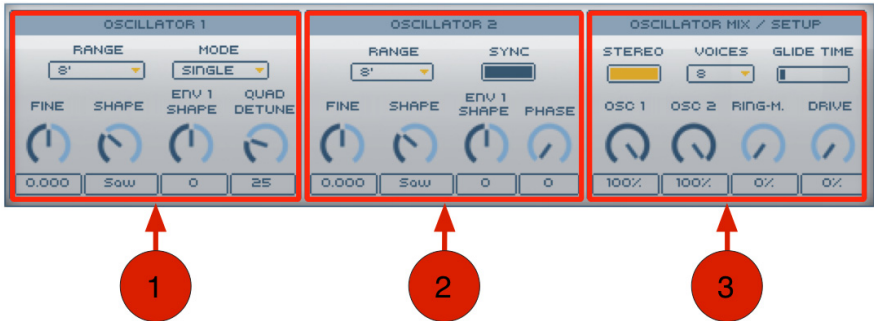 OSCILLATOR 1
RANGE MODE
8' SINGLE
FINE SHAPE ENV 1 SHAPE QUAD DETUNE
0.000 Saw 0 25
OSCILLATOR 2
RANGE SYNC
8'
FINE SHAPE ENV 1 SHAPE PHASE
0.000 Saw 0 0
OSCILLATOR MIX / SETUP
STEREO VOICES GLIDE TIME
8
OSC 1 OSC 2 RING-M. DRIVE
100% 100% 0% 0%
1 2 3